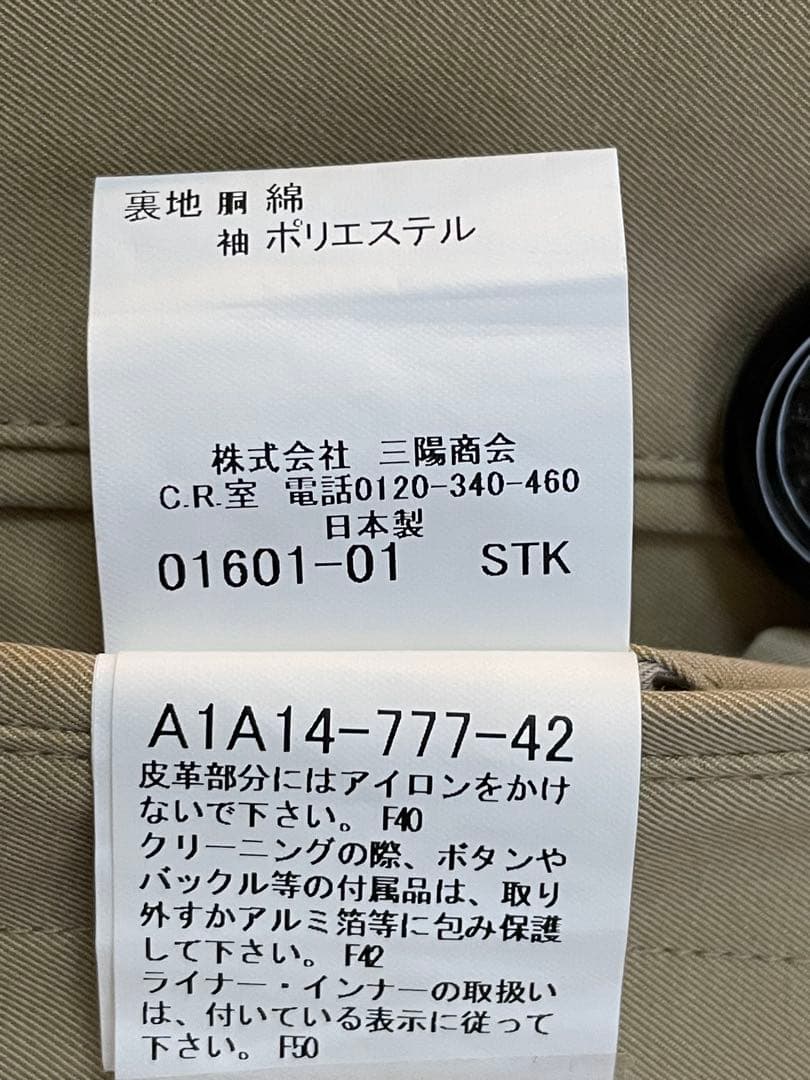 裏地 胴 綿
袖 ポリエステル
株式会社 三陽商会
C.R.室 電話0120-340-460
日本製
01601-01 STK
A1A14-777-42
皮革部分にはアイロンをかけ
ないで下さい。 F40
クリーニングの際、ボタンや
バックル等の付属品は、取り
外すかアルミ箔等に包み保護
して下さい。 F42
ライナー・インナーの取扱い
は、付いている表示に従って
下さい。 F50